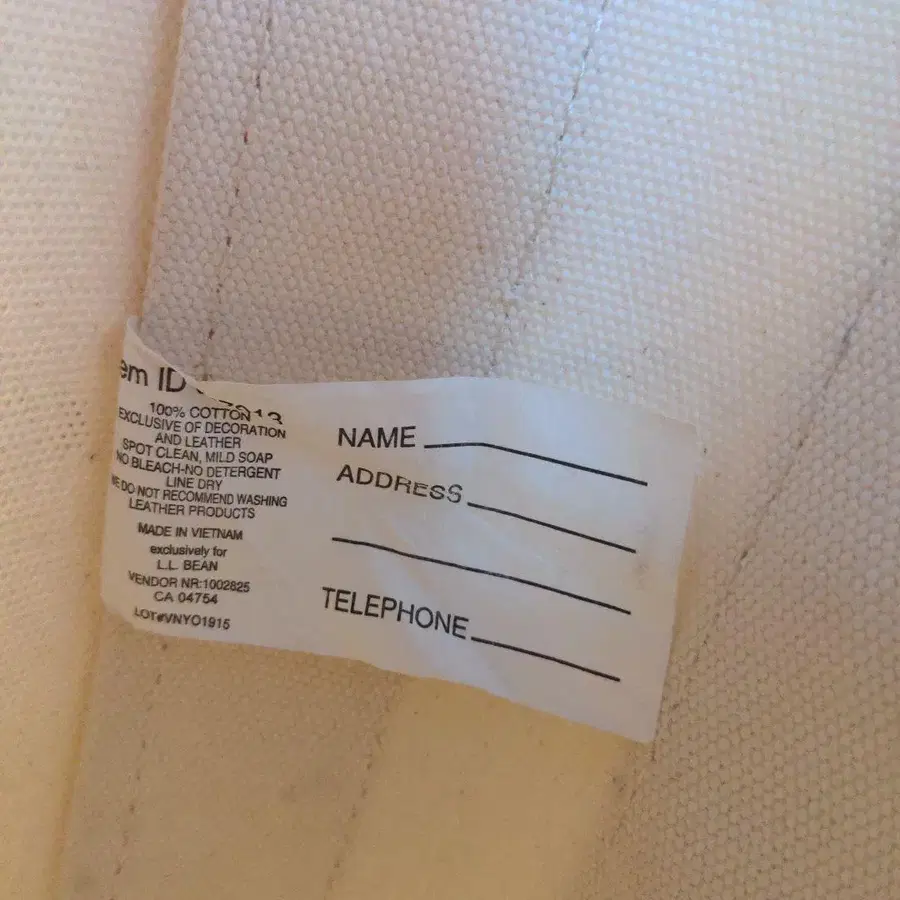 em ID
100% COTTON
EXCLUSIVE OF DECORATION
AND LEATHER
SPOT CLEAN, MILD SOAP
NO BLEACH-NO DETERGENT
LINE DRY
WE DO NOT RECOMMEND WASHING
LEATHER PRODUCTS
MADE IN VIETNAM
exclusively for
L.L. BEAN
VENDOR NR:1002825
CA 04754
LOT#VNYO1915
NAME
ADDRESS
TELEPHONE